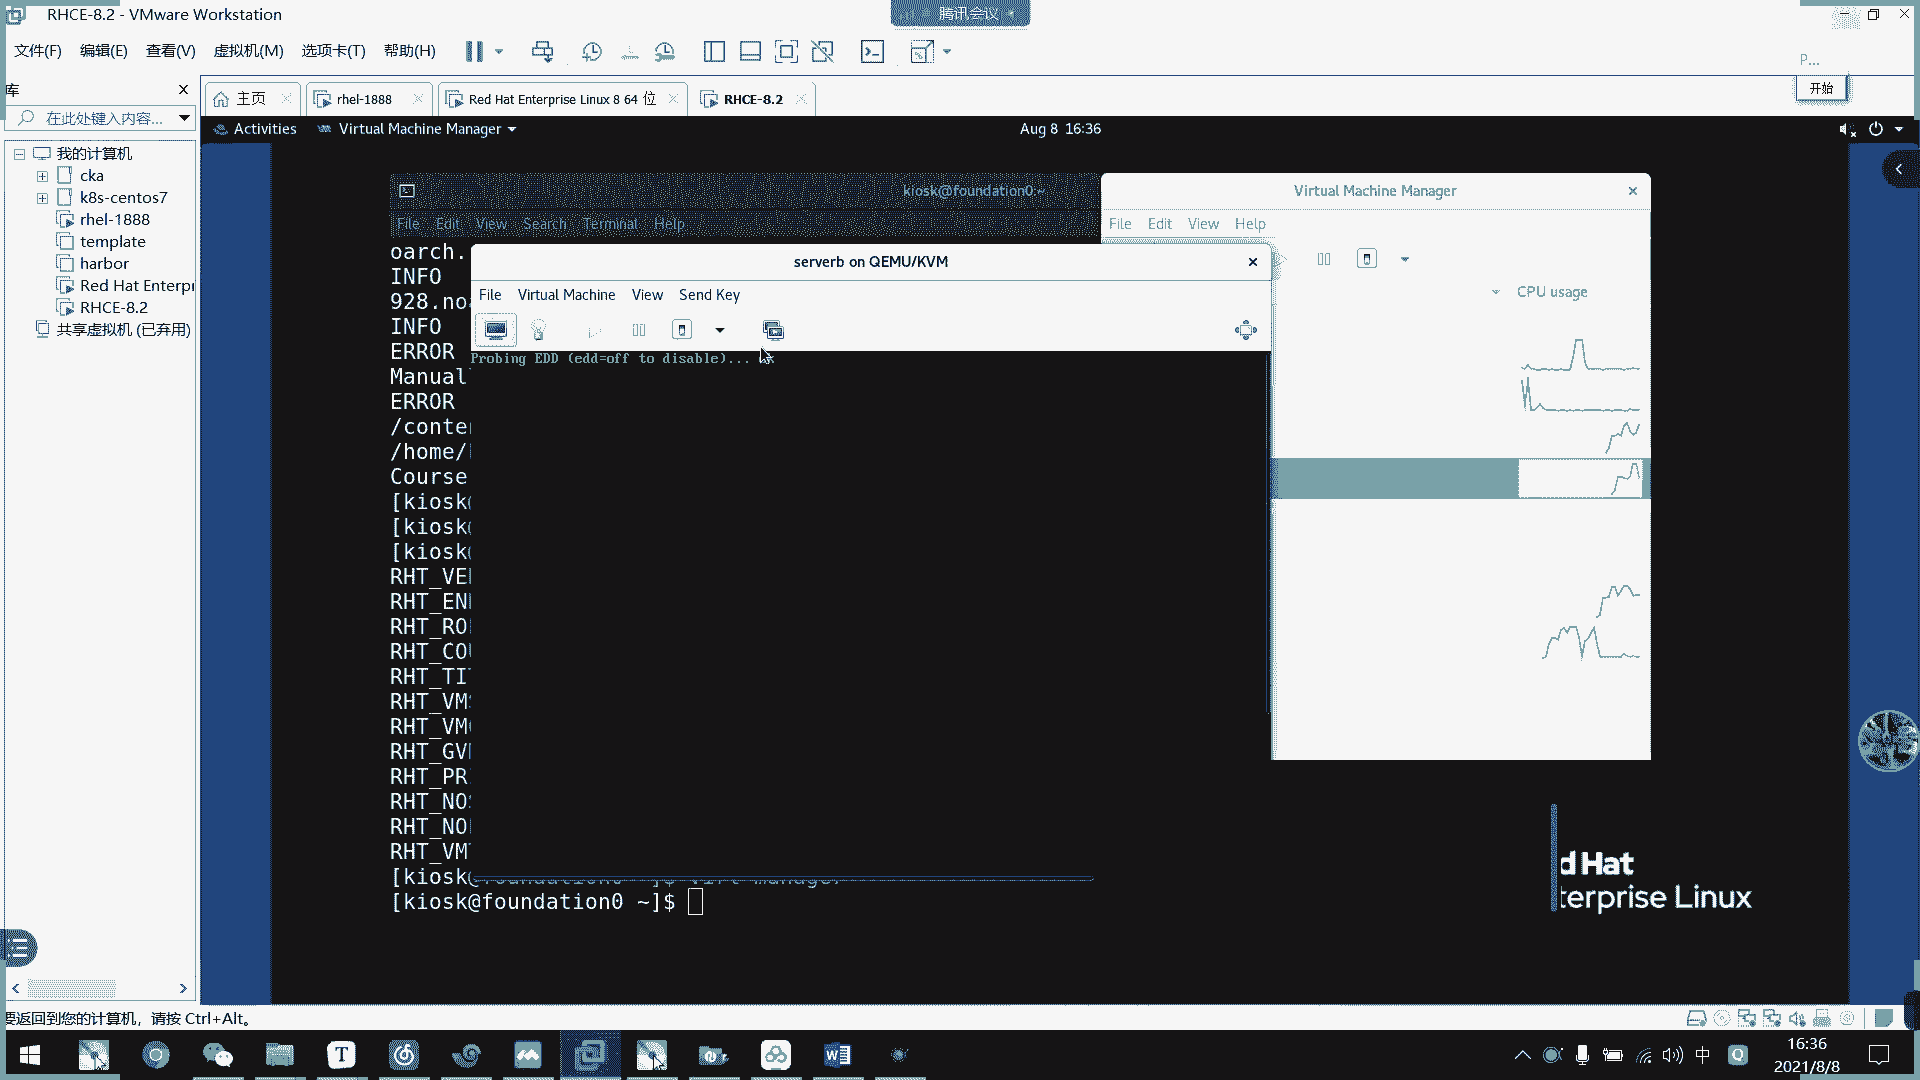 RHCE-8.2 - VMware Workstation
腾讯会议
文件(F) 编辑(E) 查看(V) 虚拟机(M) 选项卡(T) 帮助(H)
P...
库
主页
rhel-1888
Red Hat Enterprise Linux 8 64 位
RHCE-8.2
开始
在此处键入内容...
Activities
Virtual Machine Manager
Aug 8 16:36
我的计算机
cka
k8s-centos7
rhel-1888
template
harbor
Red Hat Enterpr
RHCE-8.2
共享虚拟机 (已弃用)
kiosk@foundation0:~
File Edit View Search Terminal Help
Virtual Machine Manager
File Edit View Help
CPU usage
serverb on QEMU/KVM
File Virtual Machine View Send Key
Probing EDD (edd=off to disable)...
oarch.
INFO
928.no
INFO
ERROR
Manual
ERROR
/conte
/home/
Course
[kiosk
[kiosk
[kiosk
RHT_VE
RHT_EN
RHT_RO
RHT_CO
RHT_TI
RHT_VM
RHT_VM
RHT_GV
RHT_PR
RHT_NO
RHT_NO
RHT_VM
[kiosk
[kiosk@foundation0 ~]$
d Hat
terprise Linux
要返回到您的计算机，请按 Ctrl+Alt。
中
16:36
2021/8/8